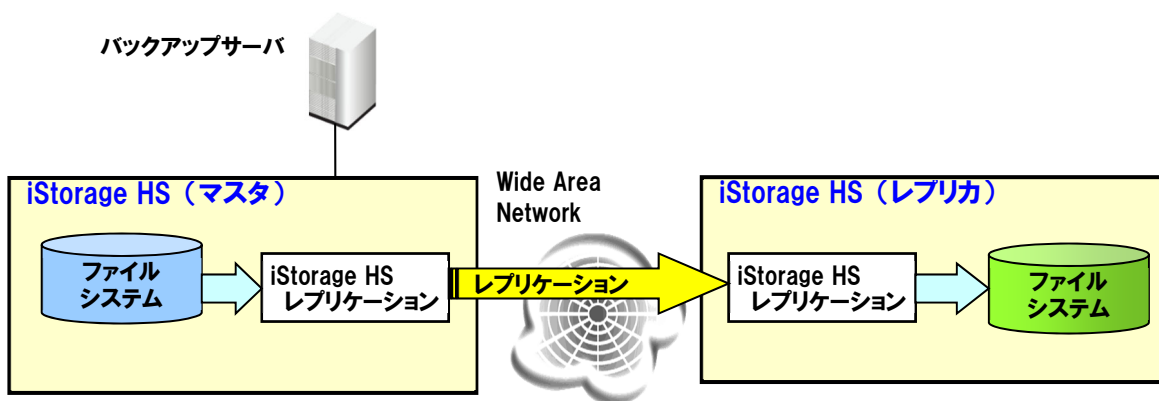 バックアップサーバ
iStorage HS（マスタ）
ファイル
システム
iStorage HS
レプリケーション
Wide Area
Network
レプリケーション
iStorage HS（レプリカ）
iStorage HS
レプリケーション
ファイル
システム